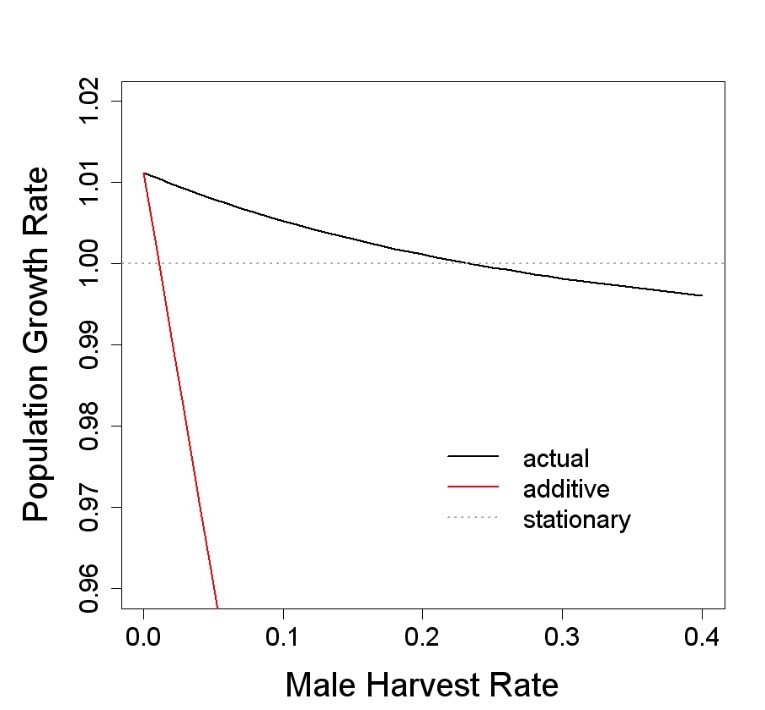 Population Growth Rate
1.02
1.01
1.00
0.99
0.98
0.97
0.96
actual
additive
stationary
0.0 0.1 0.2 0.3 0.4
Male Harvest Rate